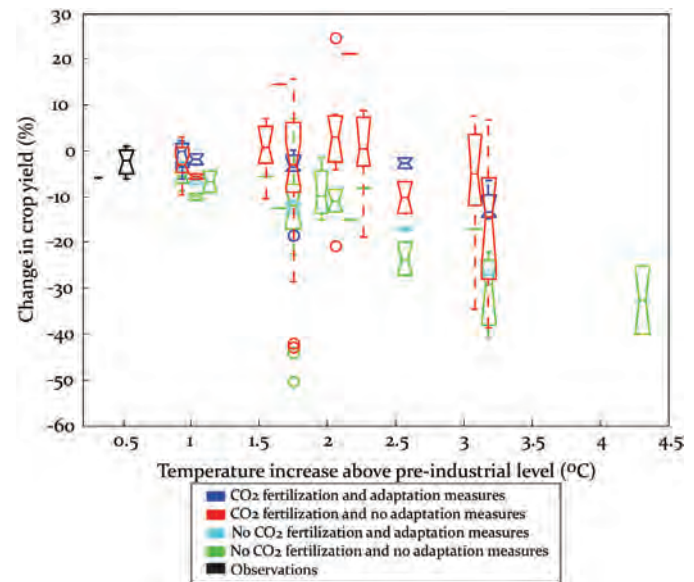 30
20
10
0
-10
-20
-30
-40
-50
-60
Change in crop yield (%)
0.5 1 1.5 2 2.5 3 3.5 4 4.5
Temperature increase above pre-industrial level (ºC)
CO2 fertilization and adaptation measures
CO2 fertilization and no adaptation measures
No CO2 fertilization and adaptation measures
No CO2 fertilization and no adaptation measures
Observations